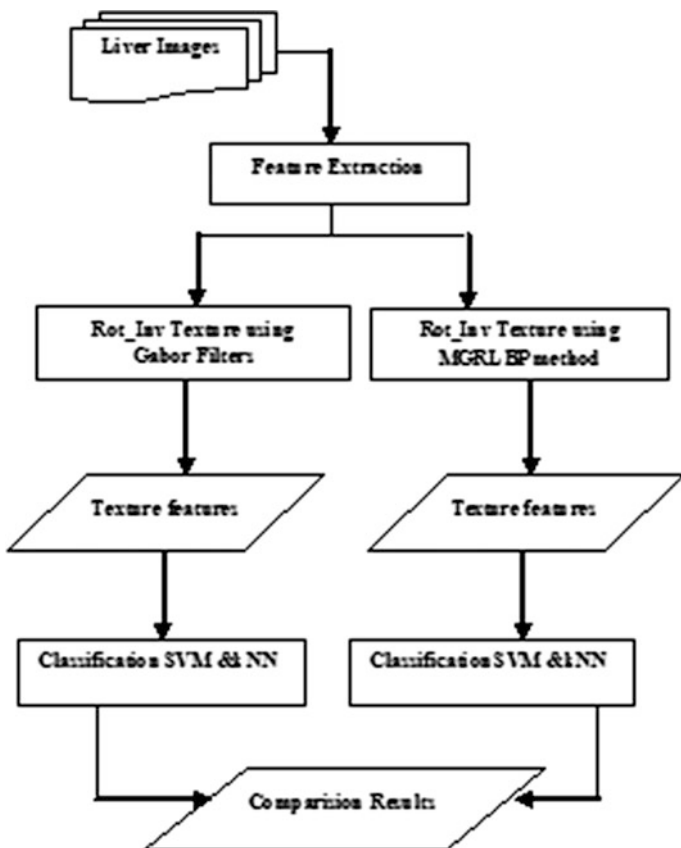 Liver Images
Feature Extraction
Rot_Inv Texture using
Gabor Filters
Rot_Inv Texture using
MGRLBP method
Texture features
Texture features
Classification SVM & kNN
Classification SVM & kNN
Comparision Results